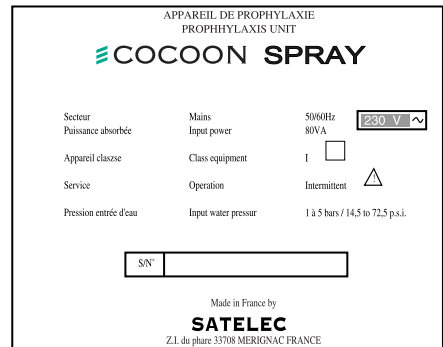 APPAREIL DE PROPHYLAXIE
PROPHHYLAXIS UNIT
COCOON SPRAY
Secteur Mains 50/60Hz 230 V ~
Puissance absorbée Input power 80VA
Appareil claszse Class equipment I
Service Operation Intermittent !
Pression entrée d'eau Input water pressur 1 à 5 bars / 14,5 to 72,5 p.s.i.
S/N°
Made in France by
SATELEC
Z.I. du phare 33708 MERIGNAC FRANCE